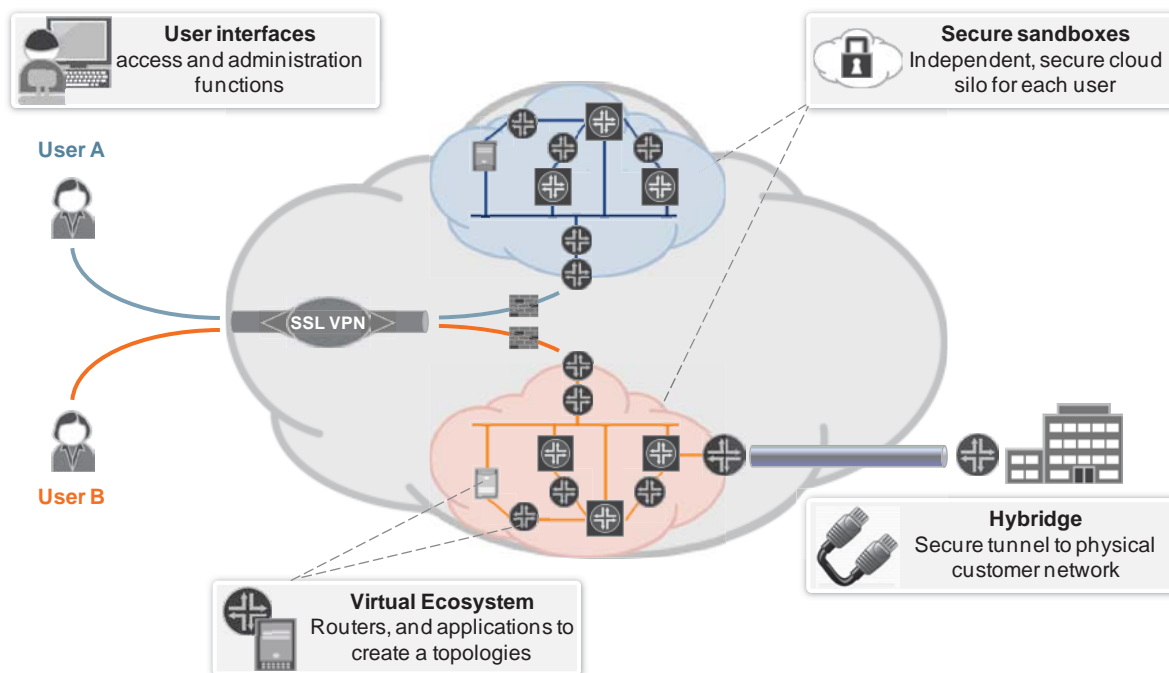 User interfaces
access and administration
functions
Secure sandboxes
Independent, secure cloud
silo for each user
User A
SSL VPN
User B
Hybridge
Secure tunnel to physical
customer network
Virtual Ecosystem
Routers, and applications to
create a topologies